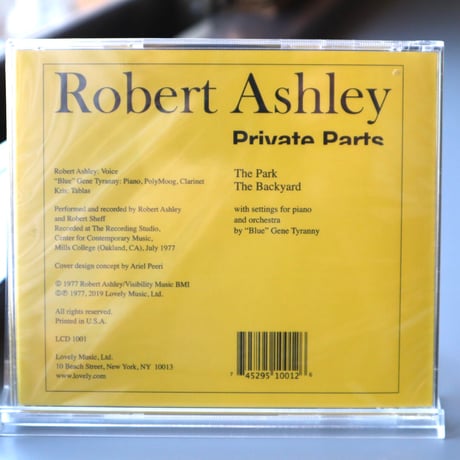 Robert Ashley
Private Parts
Robert Ashley: Voice
"Blue" Gene Tyranny: Piano, PolyMoog, Clarinet
Kris: Tablas
Performed and recorded by Robert Ashley
and Robert Sheff
Recorded at The Recording Studio,
Center for Contemporary Music,
Mills College (Oakland, CA), July 1977
Cover design concept by Ariel Peeri
© 1977 Robert Ashley/Visibility Music BMI
©℗ 1977, 2019 Lovely Music, Ltd.
All rights reserved.
Printed in U.S.A.
LCD 1001
Lovely Music, Ltd.
10 Beach Street, New York, NY 10013
www.lovely.com
The Park
The Backyard
with settings for piano
and orchestra
by "Blue" Gene Tyranny
7 45295 10012 6